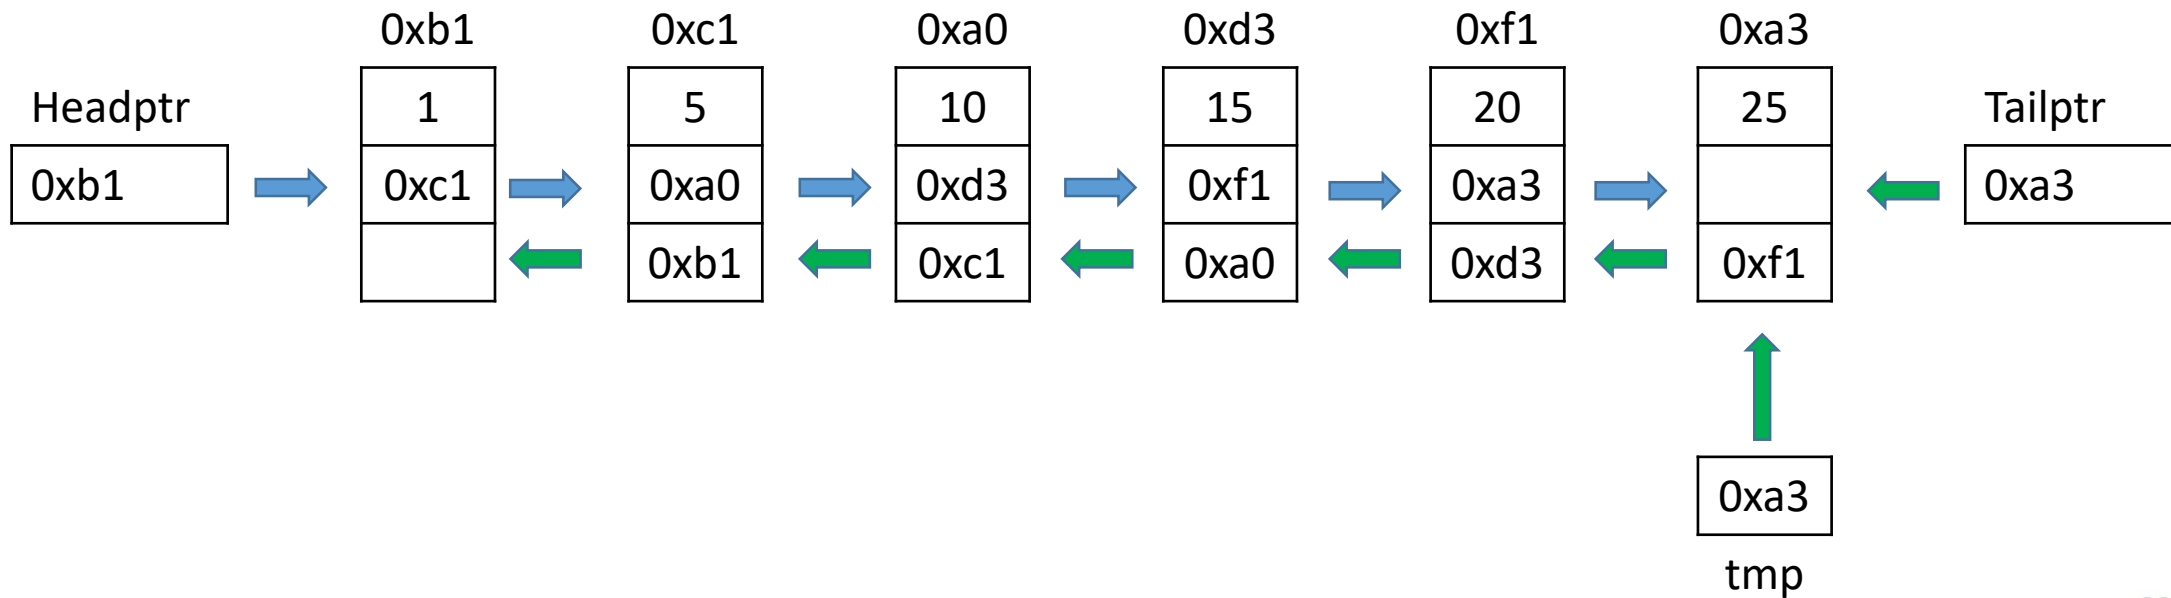 0xb1 0xc1 0xa0 0xd3 0xf1 0xa3
Headptr 1 5 10 15 20 25 Tailptr
0xb1 0xc1 0xa0 0xd3 0xf1 0xa3 0xa3
0xb1 0xc1 0xa0 0xd3 0xf1
0xa3
tmp